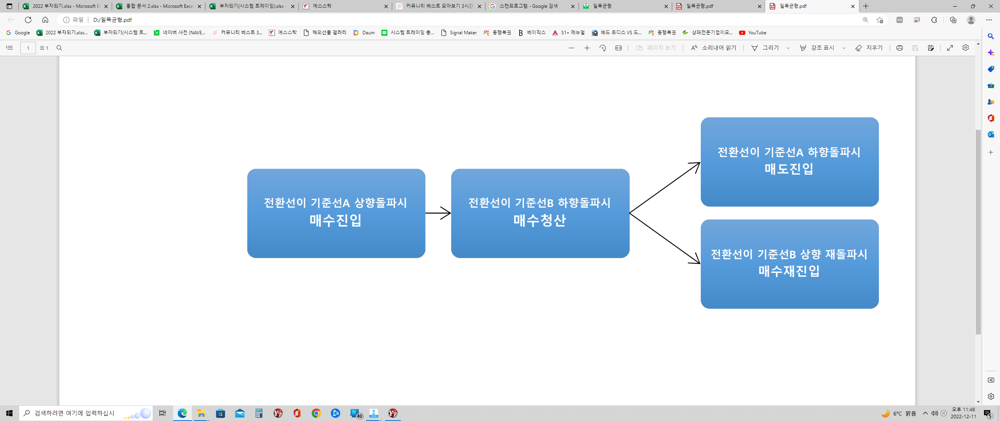 2022 부자되기.xlsx - Microsoft Ex
통합 문서 2.xlsx - Microsoft Excel
부자되기(시스템 트레이딩).xlsx -
예스스탁
커뮤니티 베스트 모아보기 3시간
스캔프로그램 - Google 검색
일목균형
일목균형.pdf
일목균형.pdf
파일
D:/일목균형.pdf
Google
2022 부자되기.xlsx...
부자되기(시스템 트...
네이버 사전 (NAVE...
커뮤니티 베스트 3...
예스스탁
해외선물 갤러리
Daum
시스템 트레이딩 총...
Signal Maker
동행복권
베이직스
S1+ 메뉴얼
배드 듀디스 VS 드...
동행복권
상패전문기업이모...
YouTube
1 의 1
페이지 보기
소리내어 읽기
그리기
강조 표시
지우기
전환선이 기준선A 상향돌파시
매수진입
전환선이 기준선B 하향돌파시
매수청산
전환선이 기준선A 하향돌파시
매도진입
전환선이 기준선B 상향 재돌파시
매수재진입
검색하려면 여기에 입력하십시
40
6°C 맑음
오후 11:48
2022-12-11
5